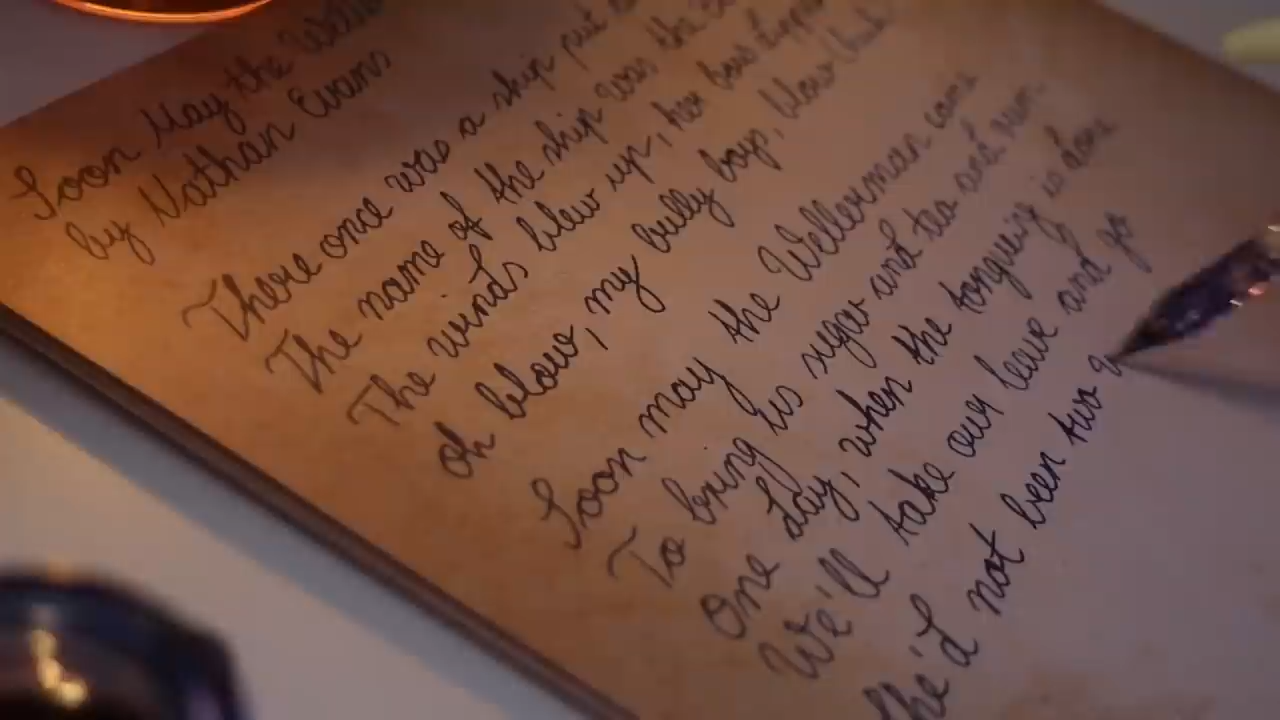 Soon May the
by Nathan Evans
There once was a ship put
The name of the ship was the
The winds blew up, her bow dipped
Oh blow, my bully boys, blow
Soon may the Wellerman come
To bring us sugar and tea and rum.
One day, when the tonguing is done
We'll take our leave and go
She'd not been two